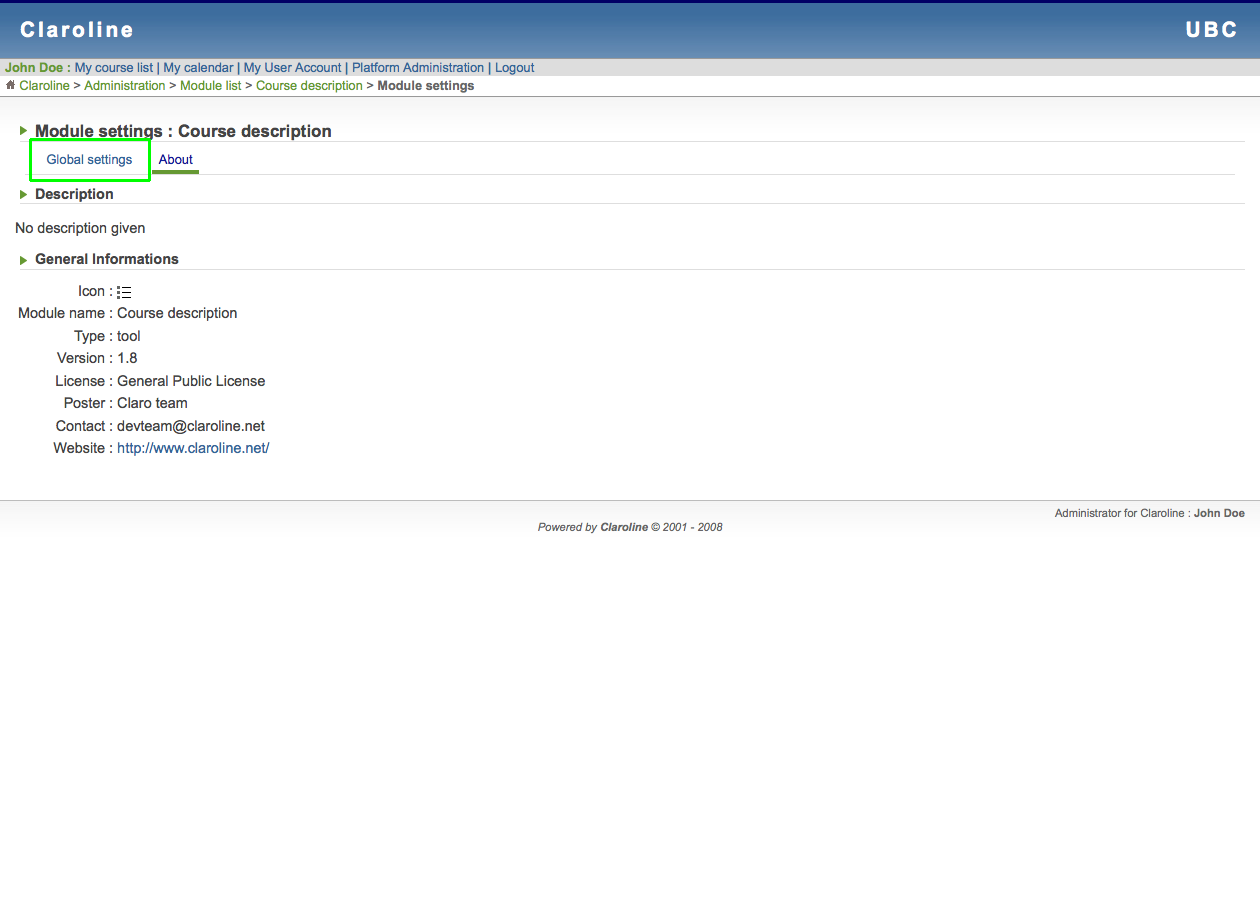 Claroline UBC
John Doe : My course list | My calendar | My User Account | Platform Administration | Logout
Claroline > Administration > Module list > Course description > Module settings
Module settings : Course description
Global settings About
Description
No description given
General Informations
Icon :
Module name : Course description
Type : tool
Version : 1.8
License : General Public License
Poster : Claro team
Contact : devteam@claroline.net
Website : http://www.claroline.net/
Administrator for Claroline : John Doe
Powered by Claroline © 2001 - 2008